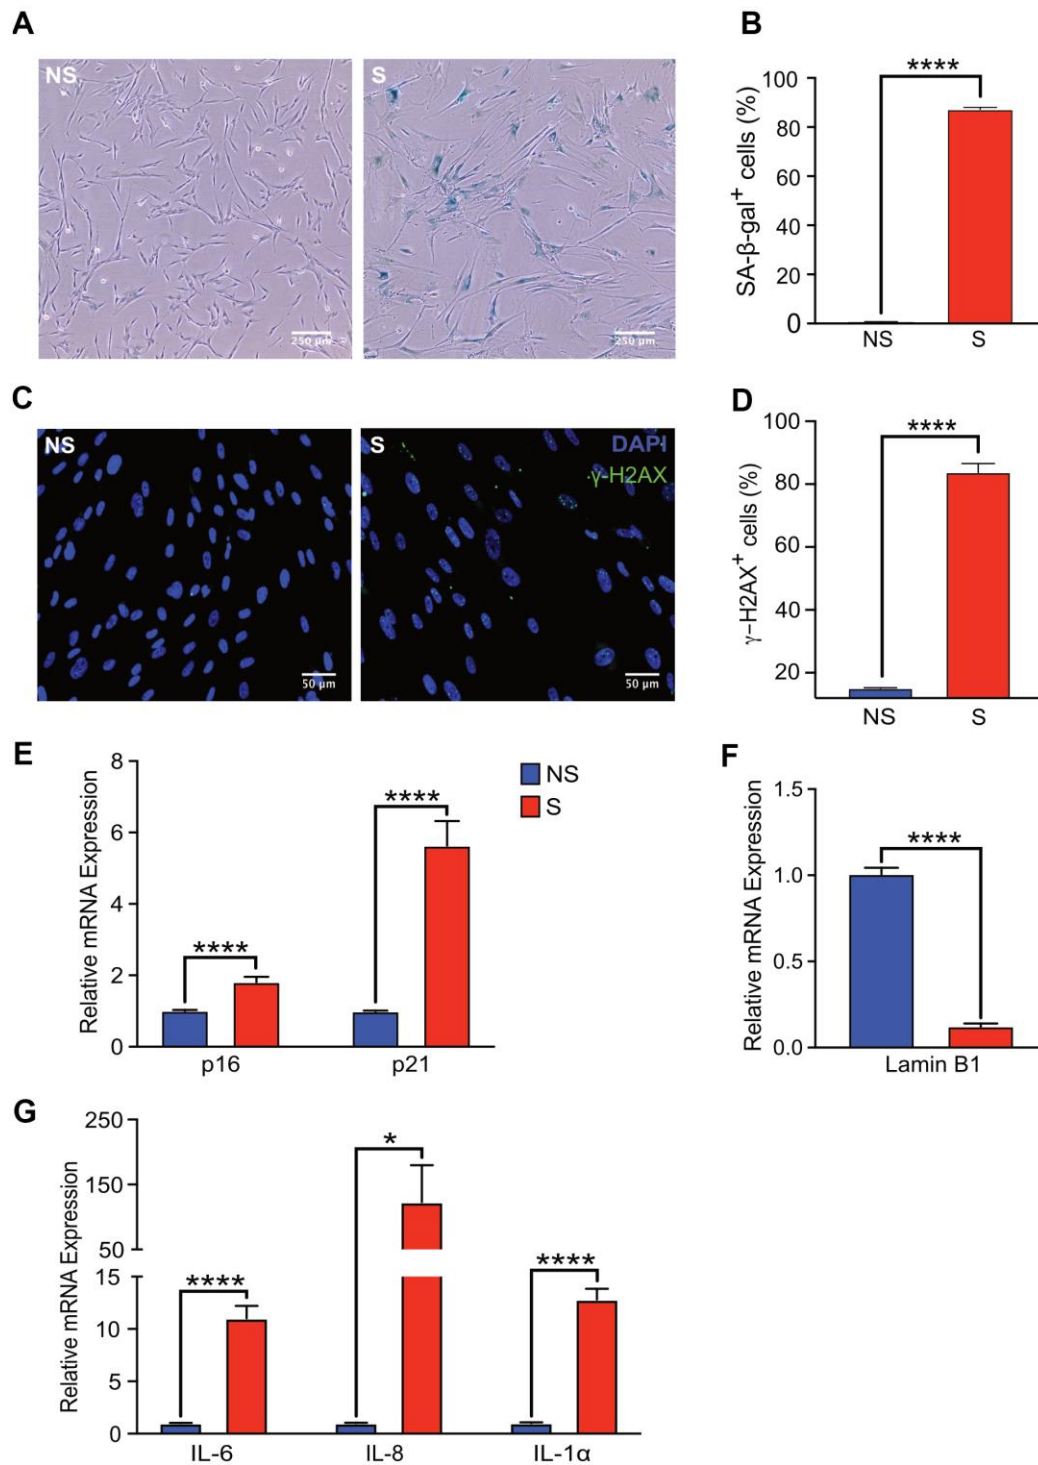 A
B
NS
S
250 µm
250 µm
SA-β-gal⁺ cells (%)
100
80
60
40
20
0
****
NS
S
C
D
NS
S
DAPI
γ-H2AX
50 µm
50 µm
γ-H2AX⁺ cells (%)
100
80
60
40
20
****
NS
S
E
Relative mRNA Expression
8
6
4
2
0
****
****
p16
p21
NS
S
F
Relative mRNA Expression
1.5
1.0
0.5
0.0
****
Lamin B1
G
Relative mRNA Expression
250
150
50
15
10
5
0
****
*
****
IL-6
IL-8
IL-1α